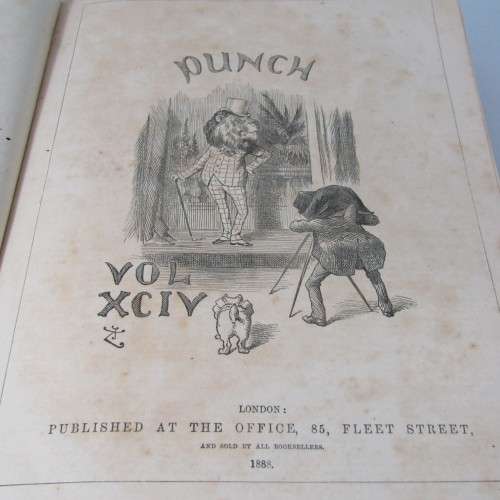 PUNCH
VOL
XCIV
LONDON:
PUBLISHED AT THE OFFICE, 85, FLEET STREET,
AND SOLD BY ALL BOOKSELLERS.
1888.